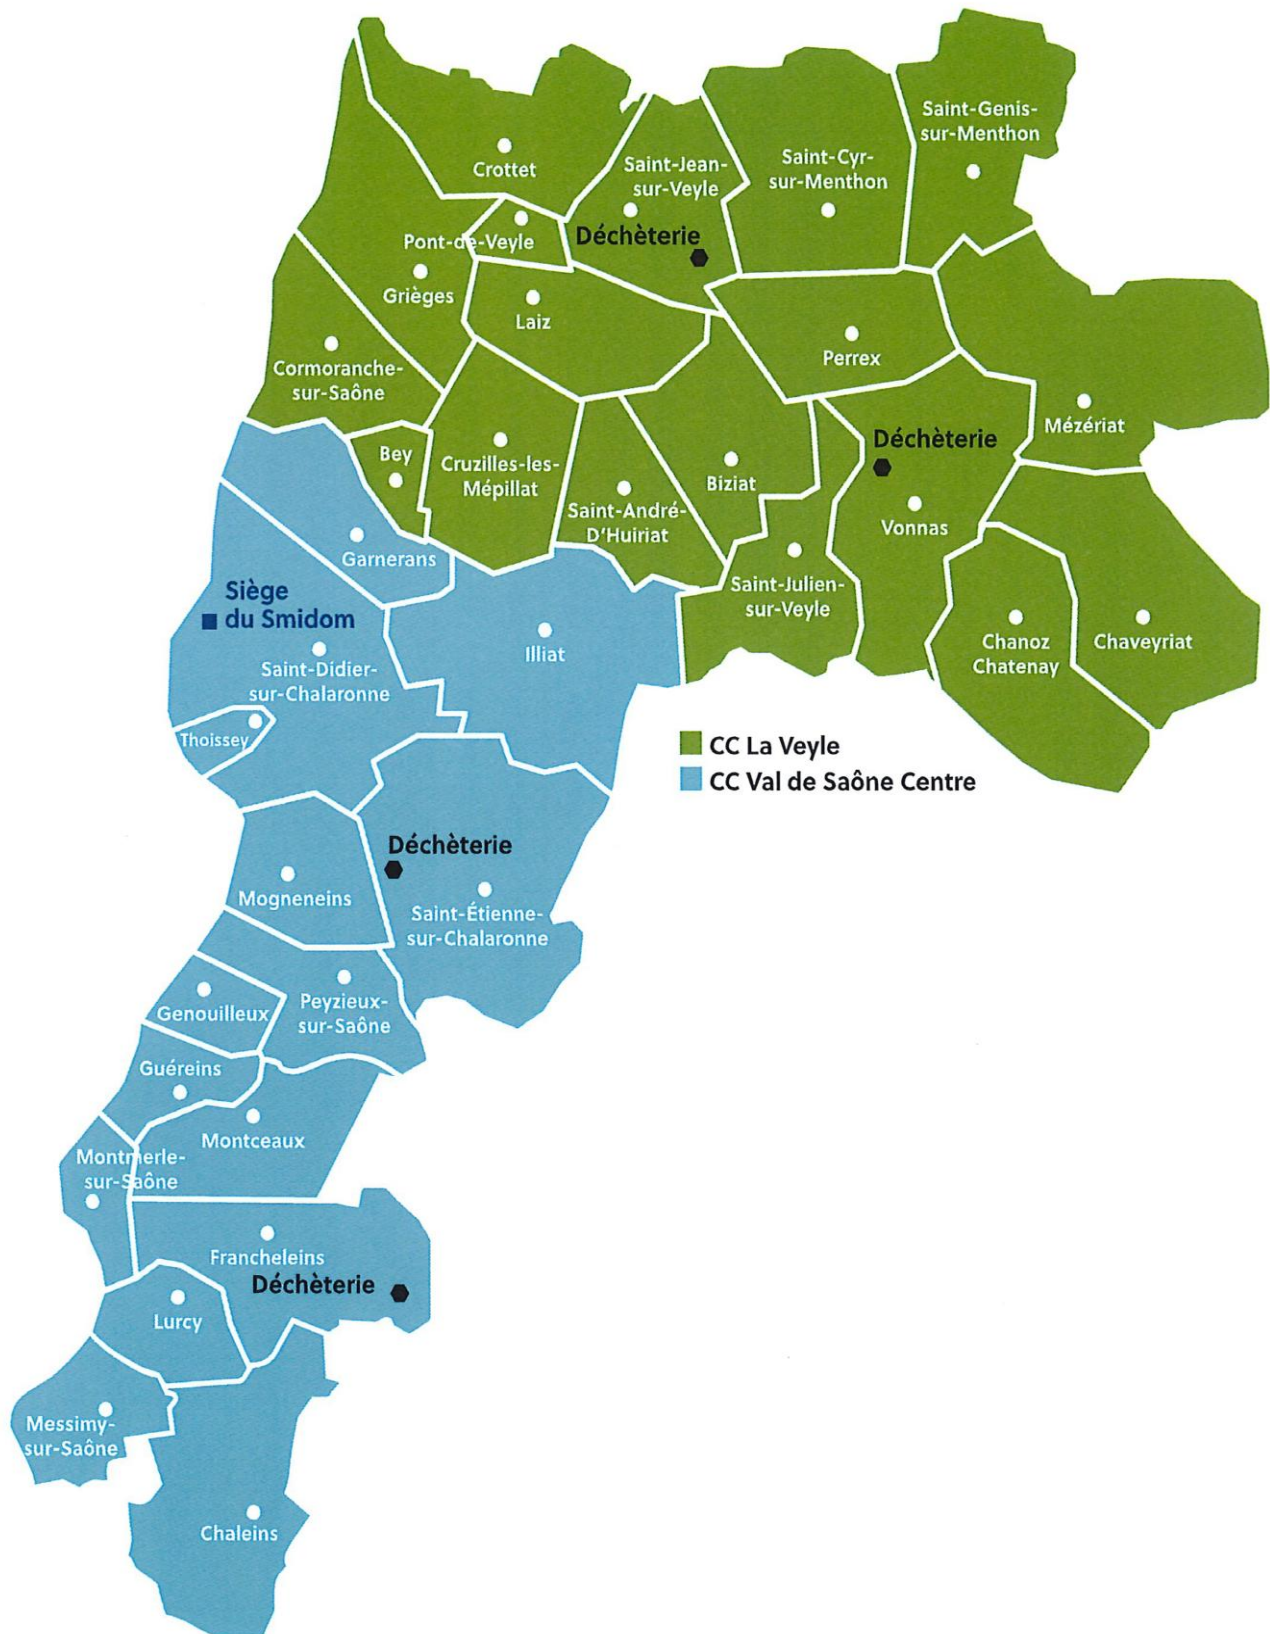 Saint-Genis-
sur-Menthon
Crottet
Saint-Jean-
sur-Veyle
Saint-Cyr-
sur-Menthon
Pont-de-Veyle
Déchèterie
Grièges
Laiz
Perrex
Cormoranche-
sur-Saône
Mézériat
Bey
Cruzilles-les-
Mépillat
Biziat
Déchèterie
Saint-André-
D'Huiriat
Vonnas
Garnerans
Saint-Julien-
sur-Veyle
Siège
du Smidom
Illiat
Chanoz
Chatenay
Chaveyriat
Saint-Didier-
sur-Chalaronne
Thoissey
CC La Veyle
CC Val de Saône Centre
Déchèterie
Mogneneins
Saint-Étienne-
sur-Chalaronne
Genouilleux
Peyzieux-
sur-Saône
Guéreins
Montceaux
Montmerle-
sur-Saône
Francheleins
Déchèterie
Lurcy
Messimy-
sur-Saône
Chaleins